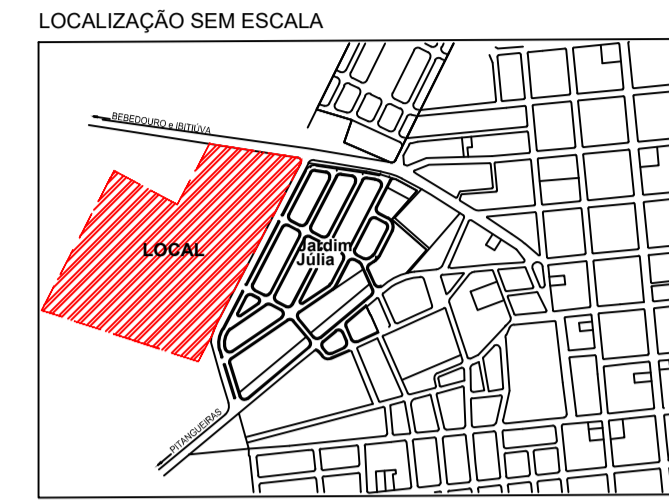 LOCALIZAÇÃO SEM ESCALA
BEBEDOURO e IBITIÚVA
LOCAL
Jardim
Júlia
PITANGUEIRAS